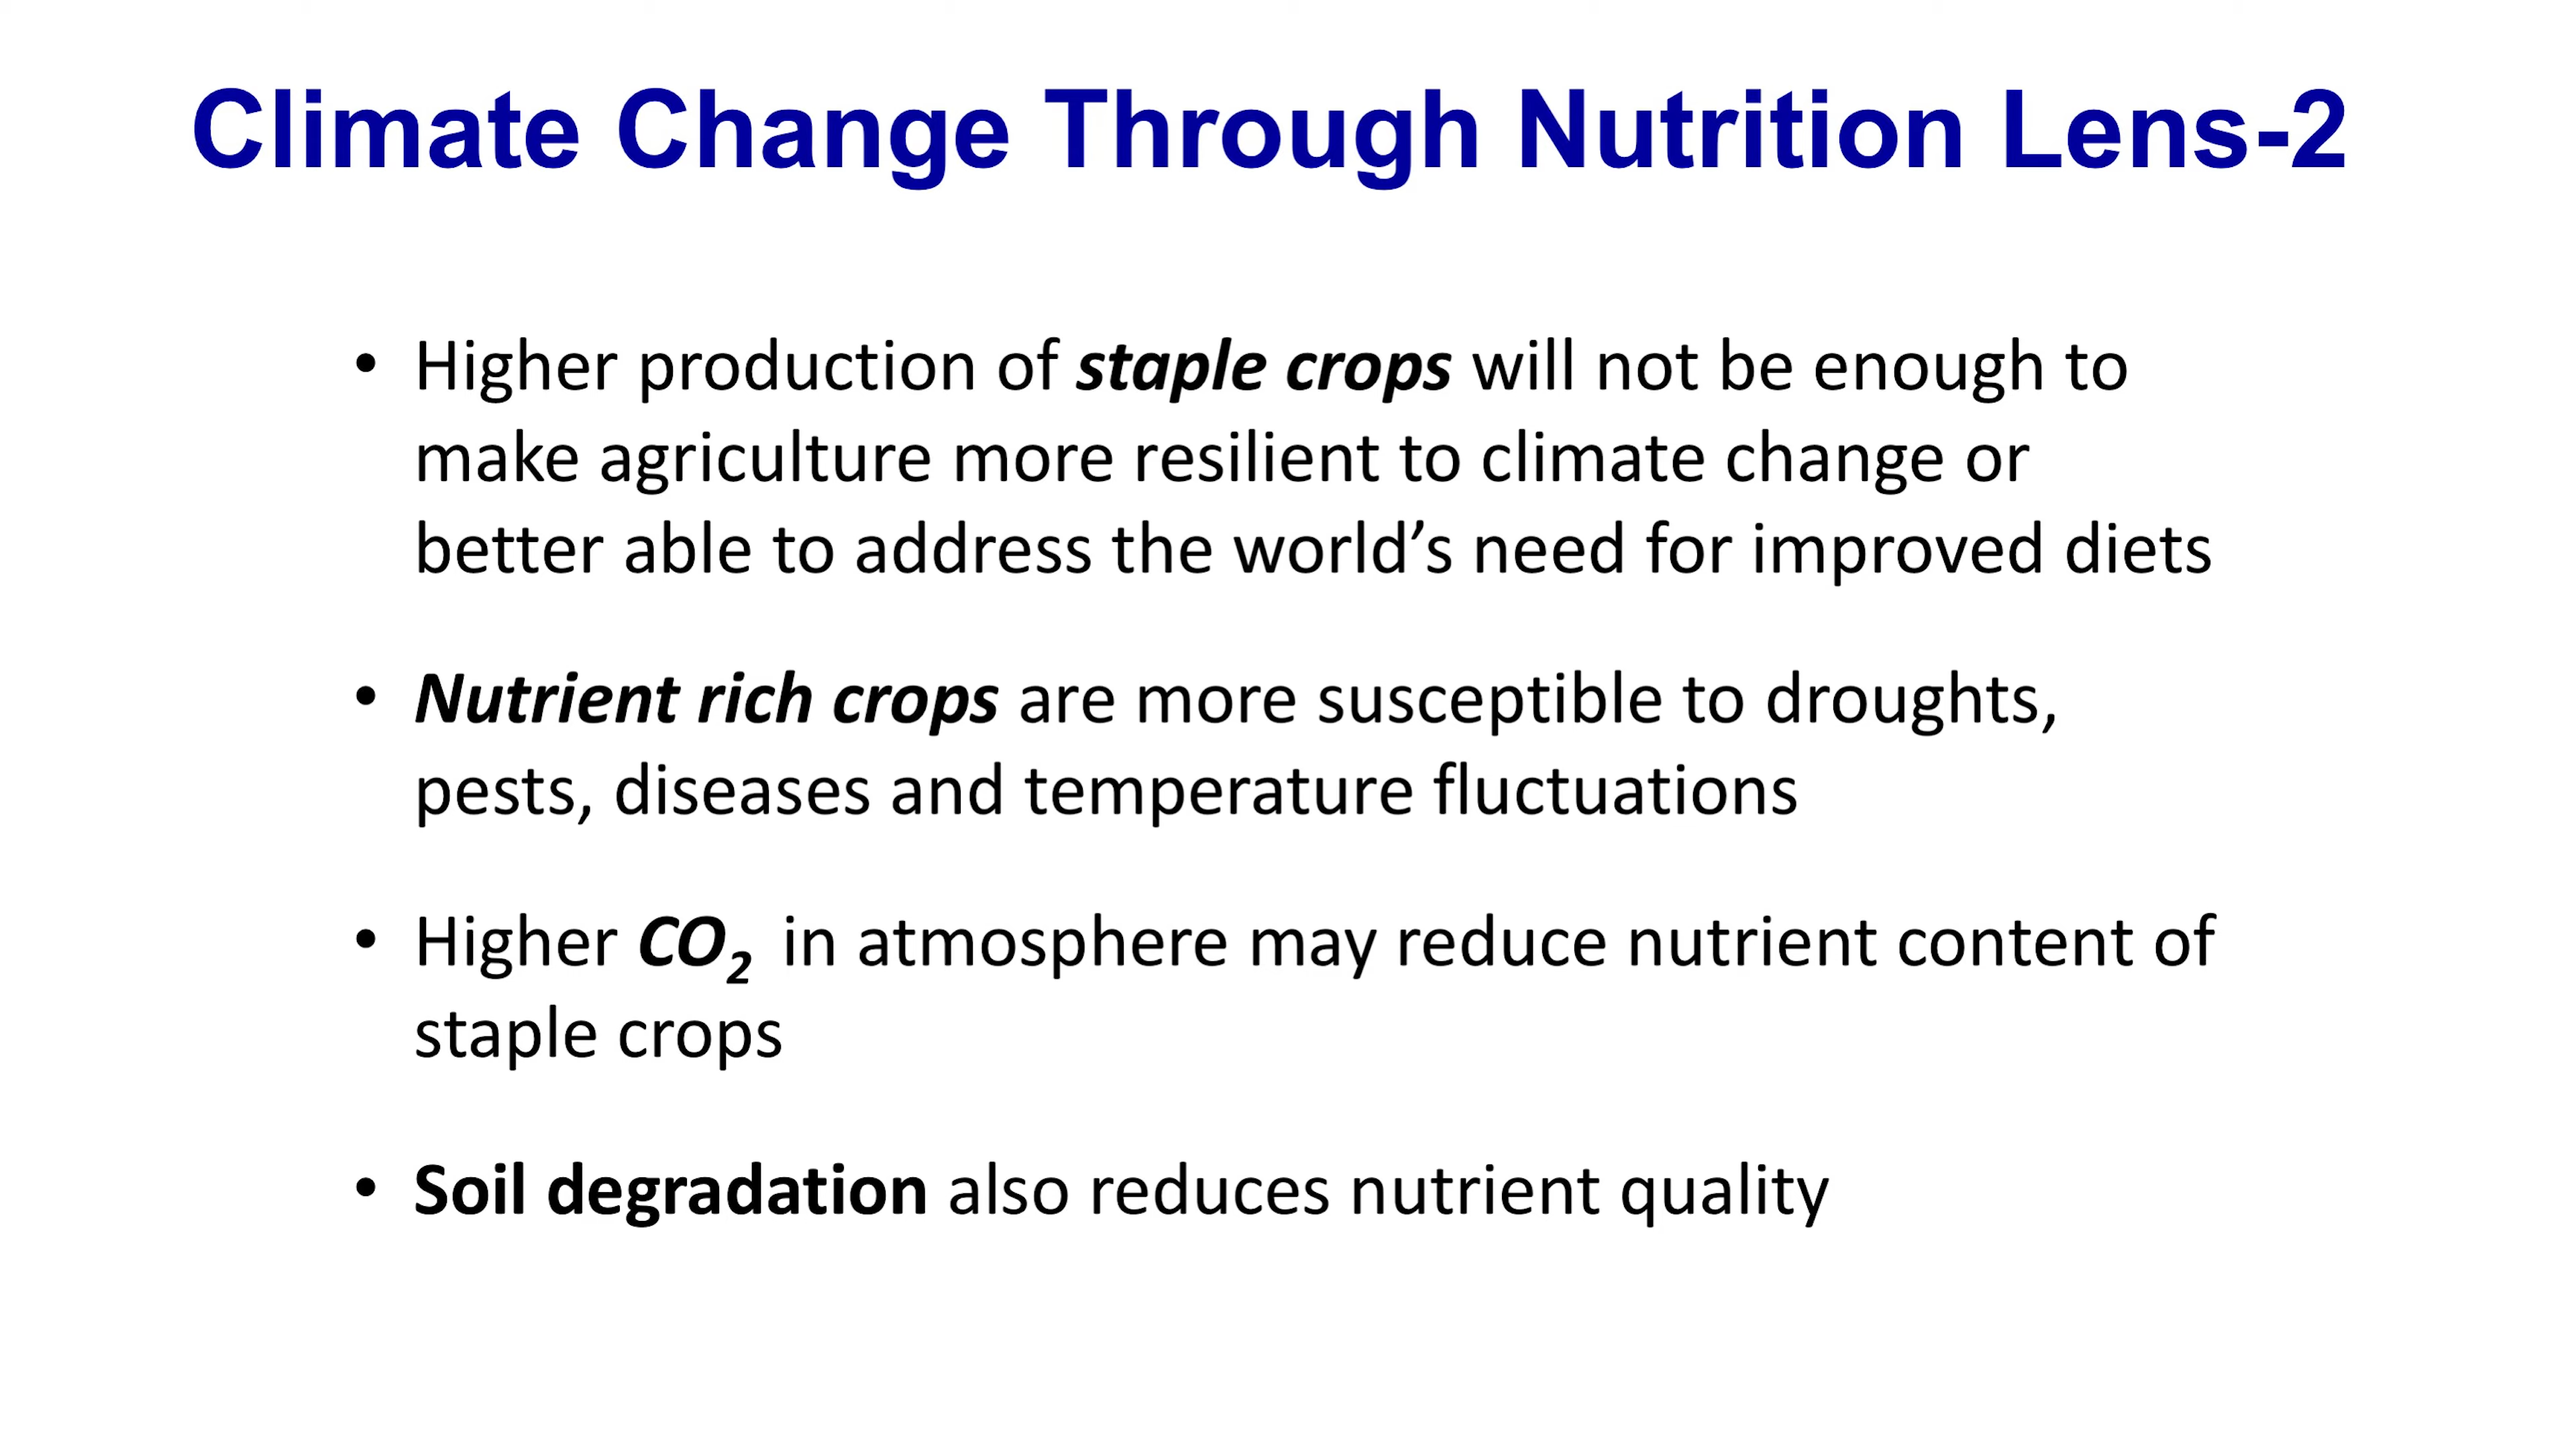 Climate Change Through Nutrition Lens-2
• Higher production of staple crops will not be enough to
make agriculture more resilient to climate change or
better able to address the world’s need for improved diets
• Nutrient rich crops are more susceptible to droughts,
pests, diseases and temperature fluctuations
• Higher CO₂ in atmosphere may reduce nutrient content of
staple crops
• Soil degradation also reduces nutrient quality